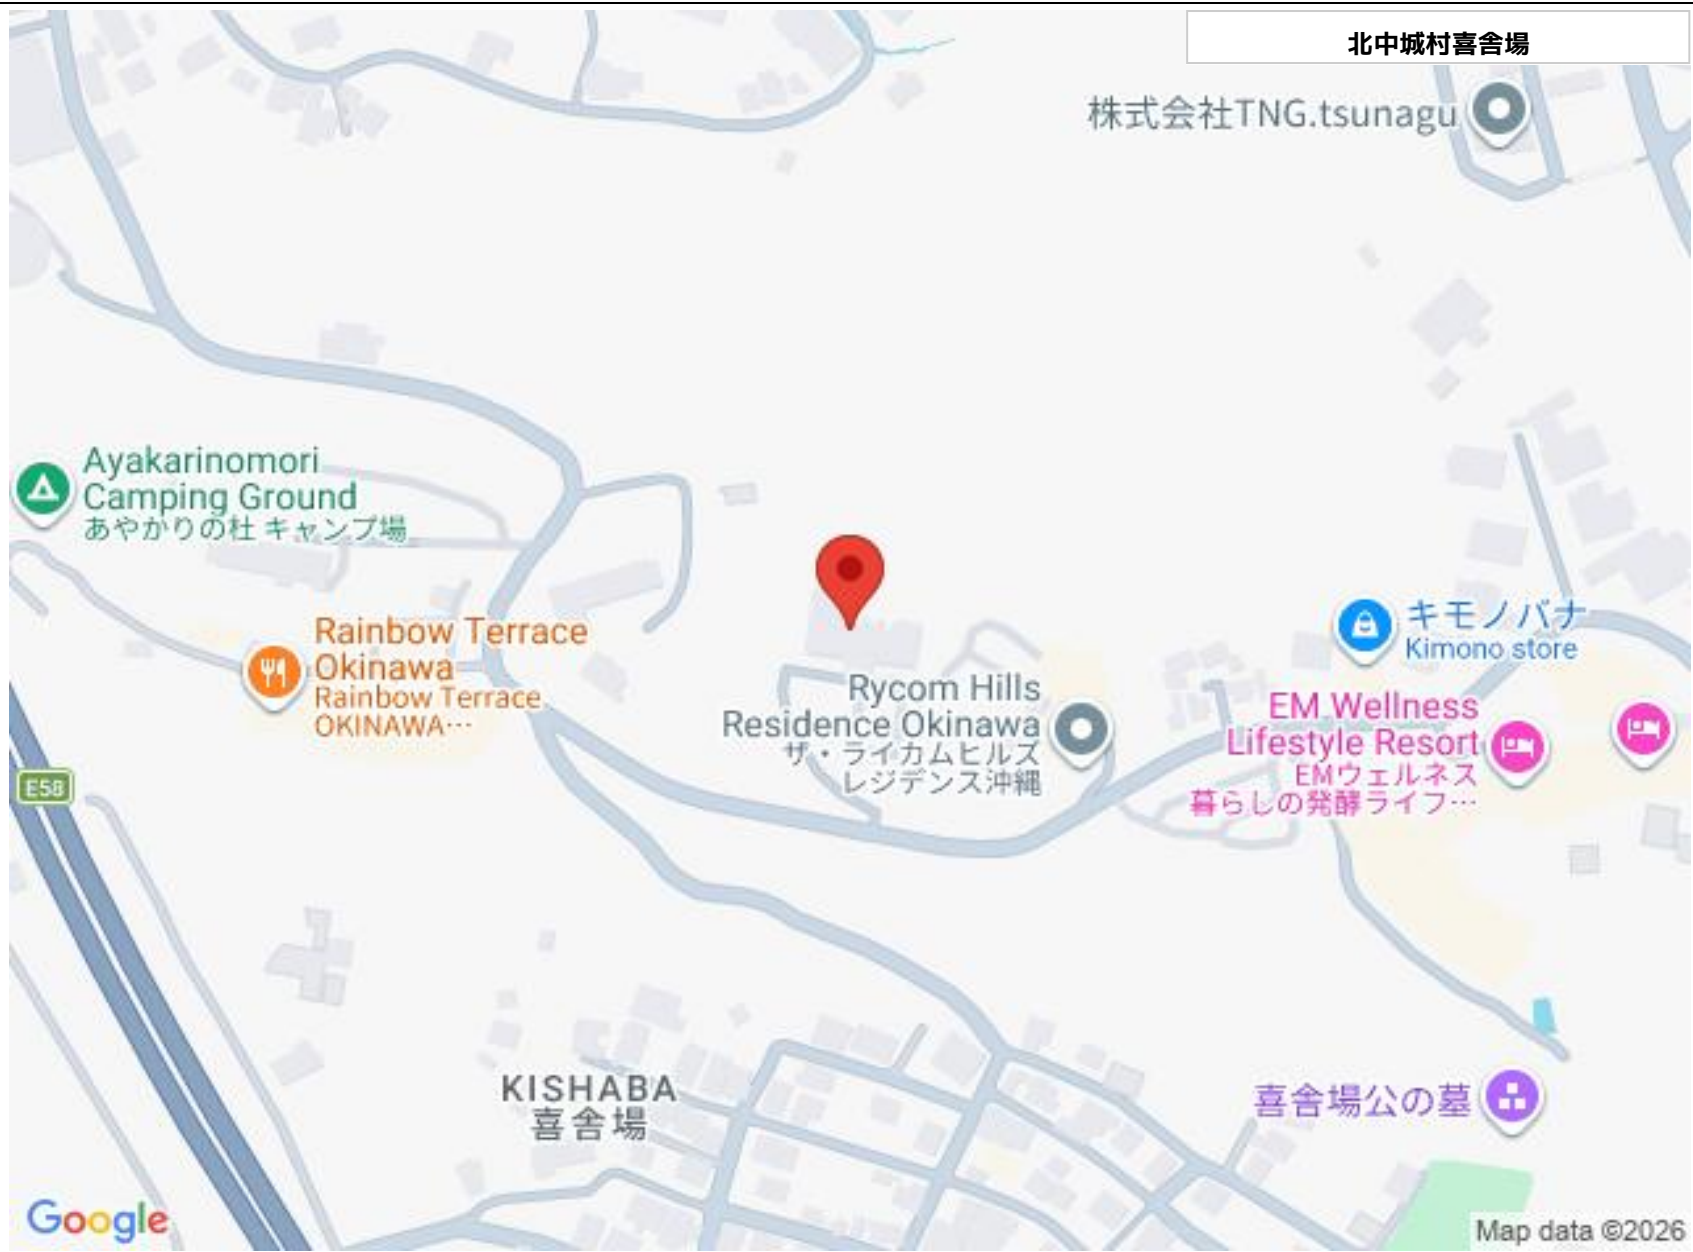 北中城村喜舎場
株式会社TNG.tsunagu
Ayakarinomori
Camping Ground
あやかりの杜 キャンプ場
Rainbow Terrace
Okinawa
Rainbow Terrace
OKINAWA…
キモノバナ
Kimono store
Rycom Hills
Residence Okinawa
ザ・ライカムヒルズ
レジデンス沖縄
EM Wellness
Lifestyle Resort
EMウェルネス
暮らしの発酵ライフ…
E58
KISHABA
喜舎場
喜舎場公の墓
Google
Map data ©2026